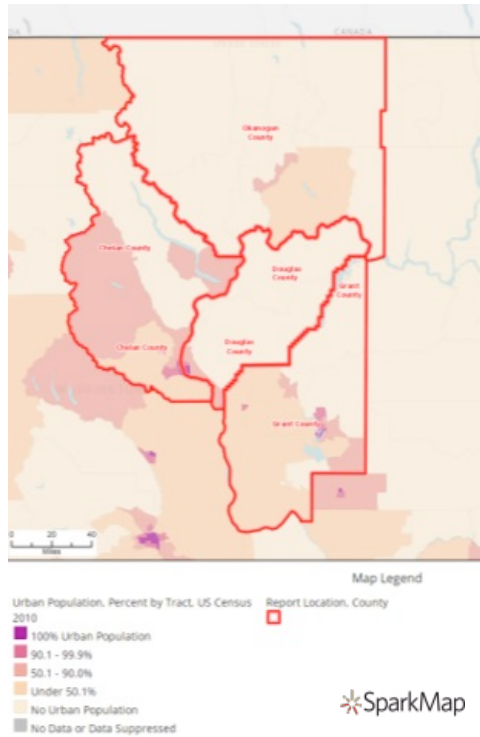 CANADA
Okanogan
County
Chelan County
Douglas
County
Grant
County
Chelan County
Douglas
County
Grant County
0 20 40
Miles
Map Legend
Urban Population, Percent by Tract, US Census
2010
100% Urban Population
90.1 - 99.9%
50.1 - 90.0%
Under 50.1%
No Urban Population
No Data or Data Suppressed
Report Location, County
SparkMap